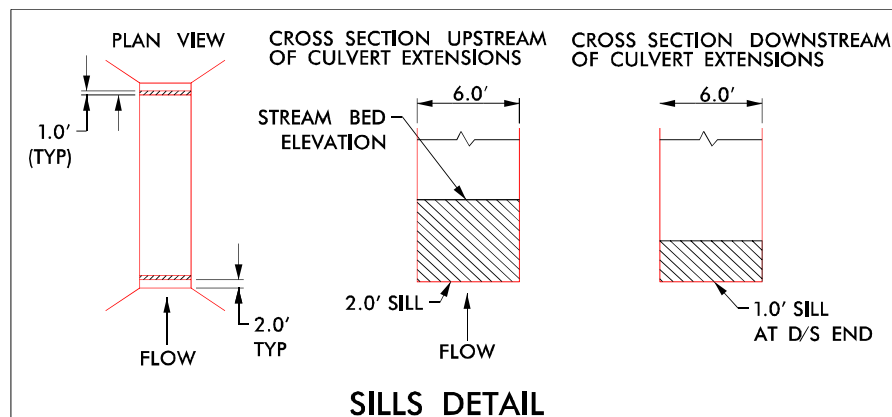 PLAN VIEW
1.0'
(TYP)
2.0'
TYP
FLOW
CROSS SECTION UPSTREAM
OF CULVERT EXTENSIONS
6.0'
STREAM BED
ELEVATION
2.0' SILL
FLOW
CROSS SECTION DOWNSTREAM
OF CULVERT EXTENSIONS
6.0'
1.0' SILL
AT D/S END
SILLS DETAIL